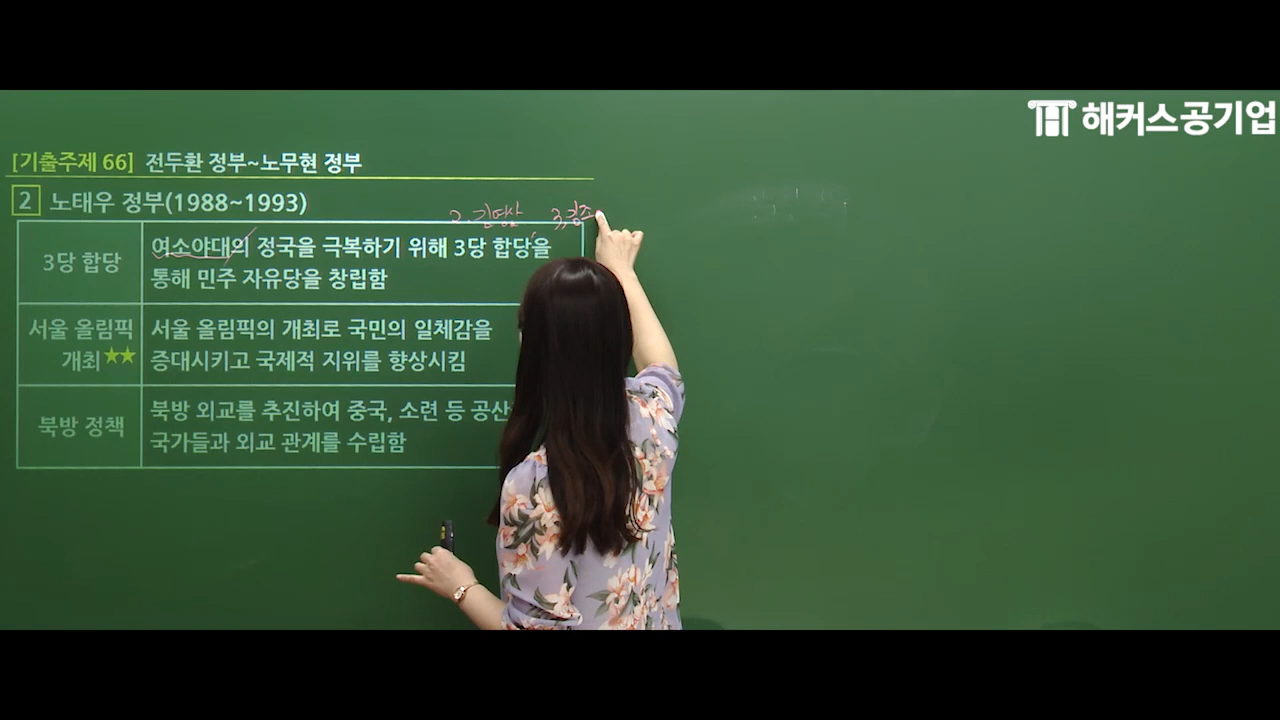 해커스공기업
[기출주제 66] 전두환 정부~노무현 정부
2 노태우 정부(1988~1993)
2. 김영삼 3. 김종
3당 합당
여소야대의 정국을 극복하기 위해 3당 합당을
통해 민주 자유당을 창립함
서울 올림픽
개최★★
서울 올림픽의 개최로 국민의 일체감을
증대시키고 국제적 지위를 향상시킴
북방 정책
북방 외교를 추진하여 중국, 소련 등 공산
국가들과 외교 관계를 수립함